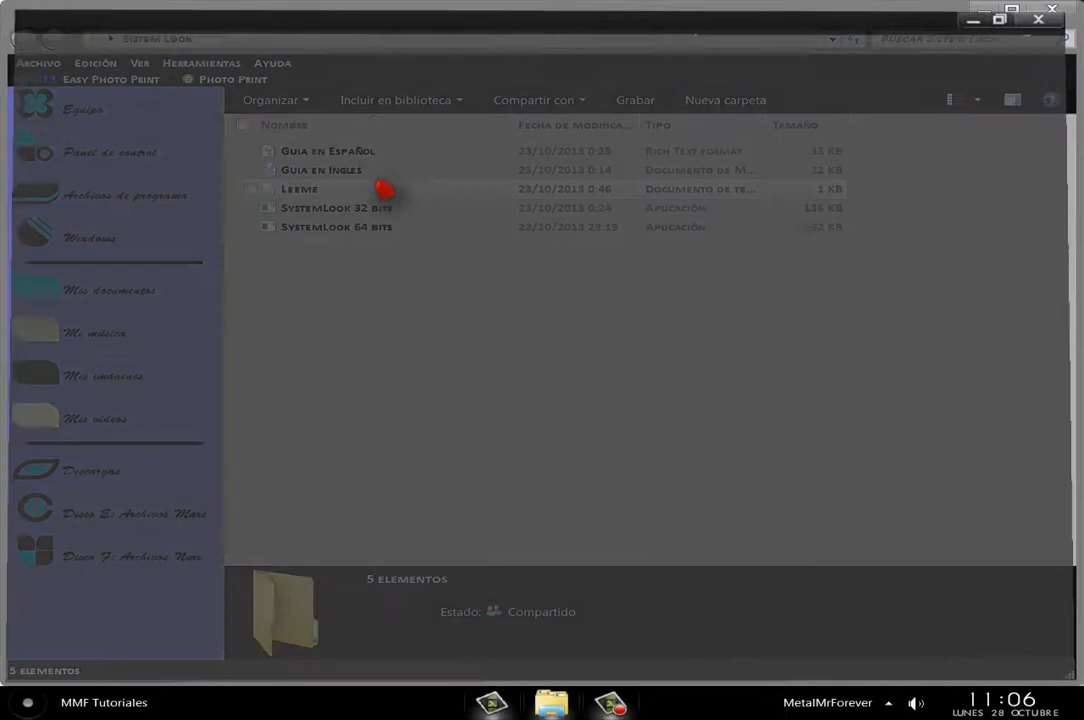 System Look
Buscar System Look
Archivo Edición Ver Herramientas Ayuda
Easy Photo Print Photo Print
Organizar Incluir en biblioteca Compartir con Grabar Nueva carpeta
Nombre Fecha de modifica... Tipo Tamaño
Guia en Español 23/10/2013 0:28 Rich Text Format 33 KB
Guia en Ingles 23/10/2013 0:14 Documento de M... 22 KB
Leeme 23/10/2013 0:46 Documento de te... 1 KB
SystemLook 32 bits 23/10/2013 0:24 Aplicación 136 KB
SystemLook 64 bits 22/10/2013 23:19 Aplicación
Equipo
Panel de control
Archivos de programa
Windows
Mis documentos
Mi música
Mis imágenes
Mis vídeos
Descargas
Disco E: Archivos Marc
Disco F: Archivos Nuri
5 elementos
Estado: Compartido
5 elementos
MMF Tutoriales
MetalMrForever
11:06
lunes 28 octubre